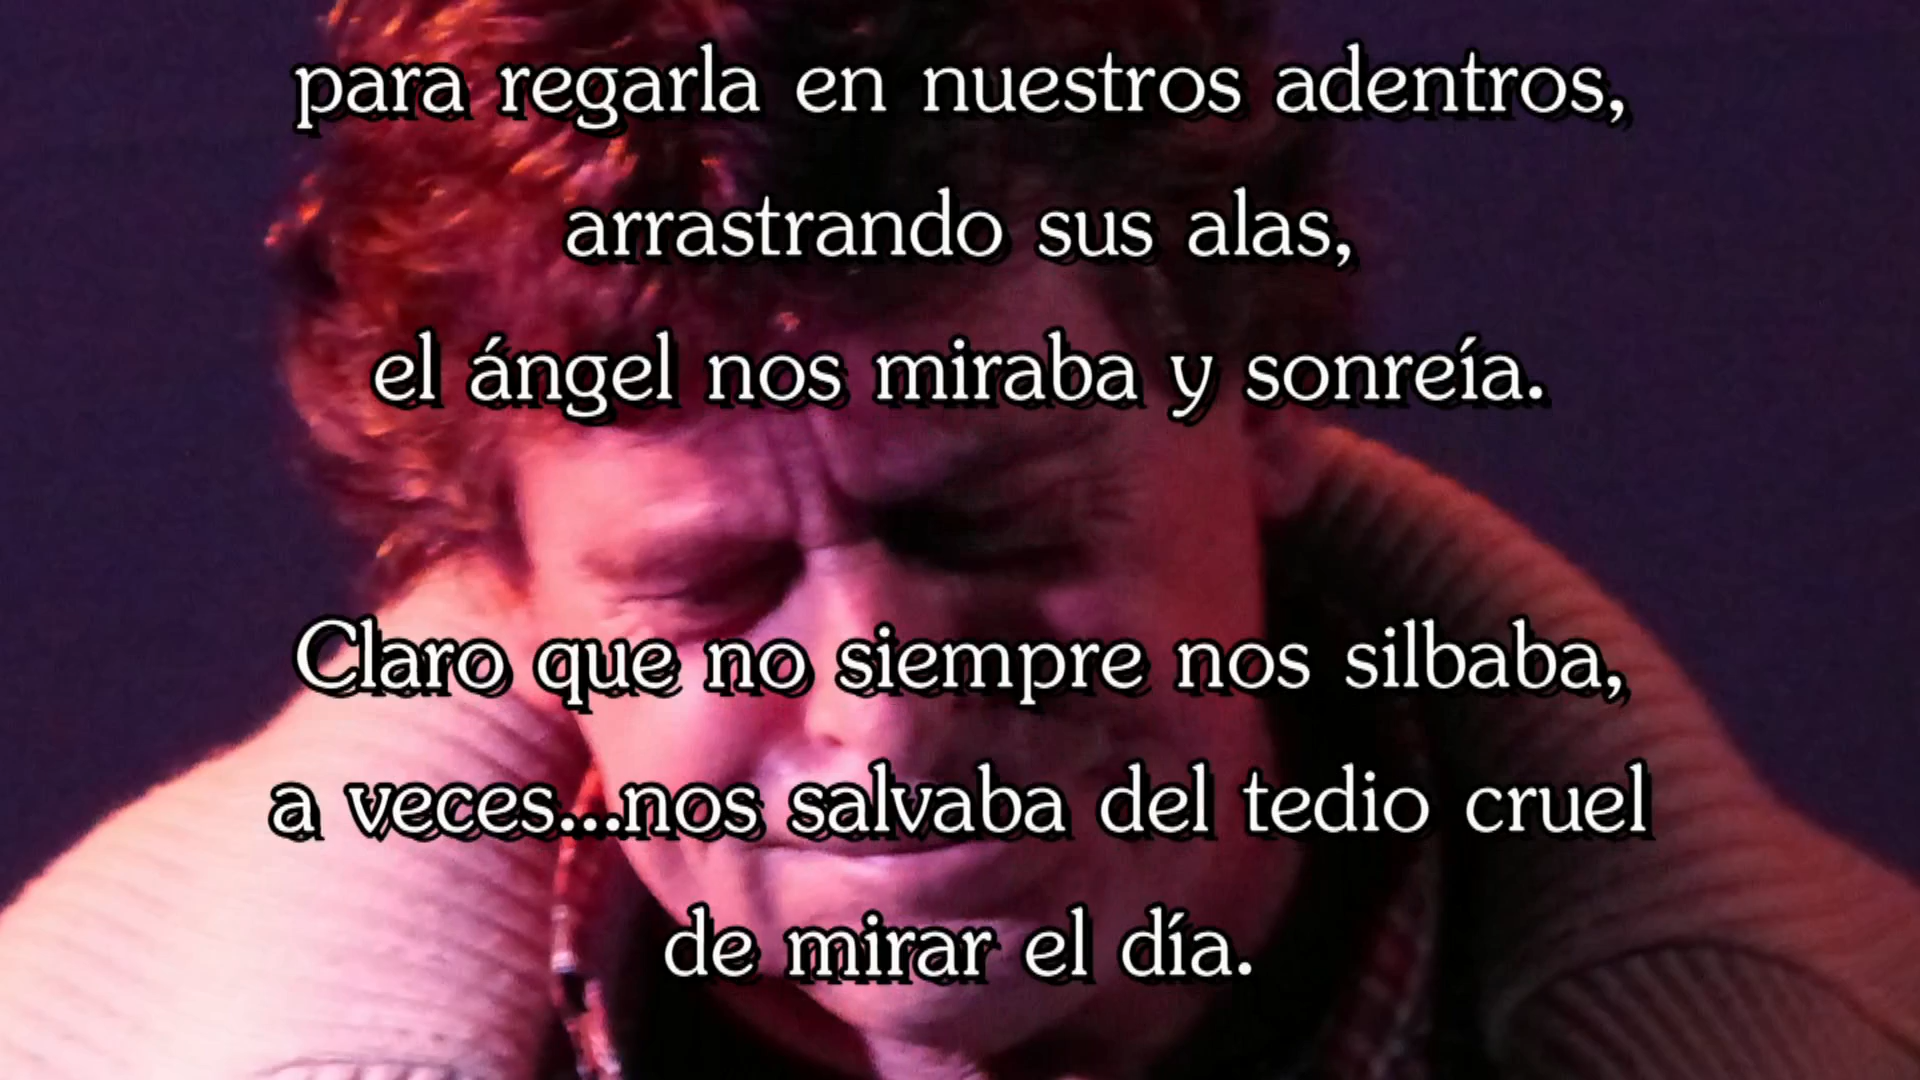 para regarla en nuestros adentros,
arrastrando sus alas,
el ángel nos miraba y sonreía.
Claro que no siempre nos silbaba,
a veces...nos salvaba del tedio cruel
de mirar el día.